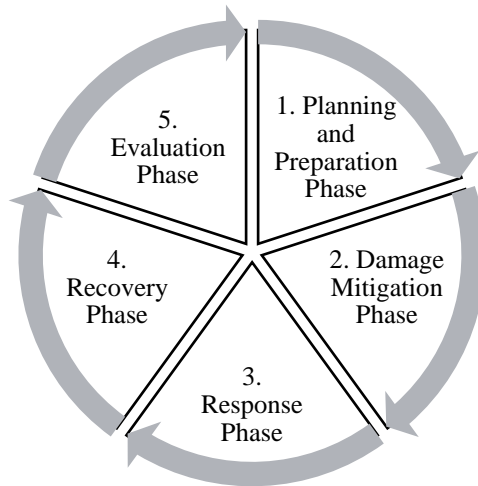 1. Planning
and
Preparation
Phase
2. Damage
Mitigation
Phase
3.
Response
Phase
4.
Recovery
Phase
5.
Evaluation
Phase